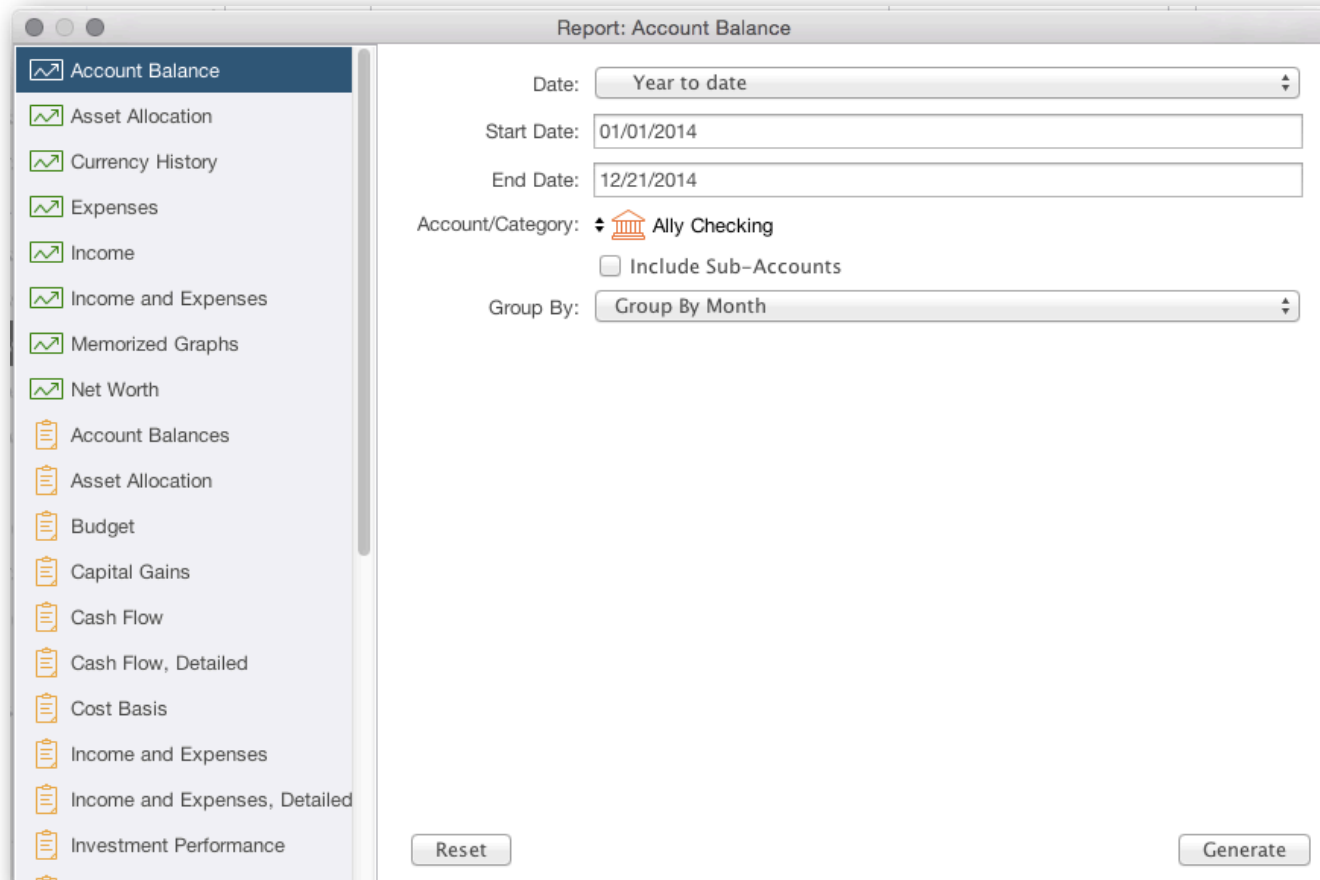 Report: Account Balance
Account Balance
Asset Allocation
Currency History
Expenses
Income
Income and Expenses
Memorized Graphs
Net Worth
Account Balances
Asset Allocation
Budget
Capital Gains
Cash Flow
Cash Flow, Detailed
Cost Basis
Income and Expenses
Income and Expenses, Detailed
Investment Performance
Date: Year to date
Start Date: 01/01/2014
End Date: 12/21/2014
Account/Category: Ally Checking
Include Sub-Accounts
Group By: Group By Month
Reset Generate